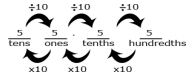 ÷10 ÷10 ÷10
5 5 . 5 5
tens ones tenths hundredths
x10 x10 x10